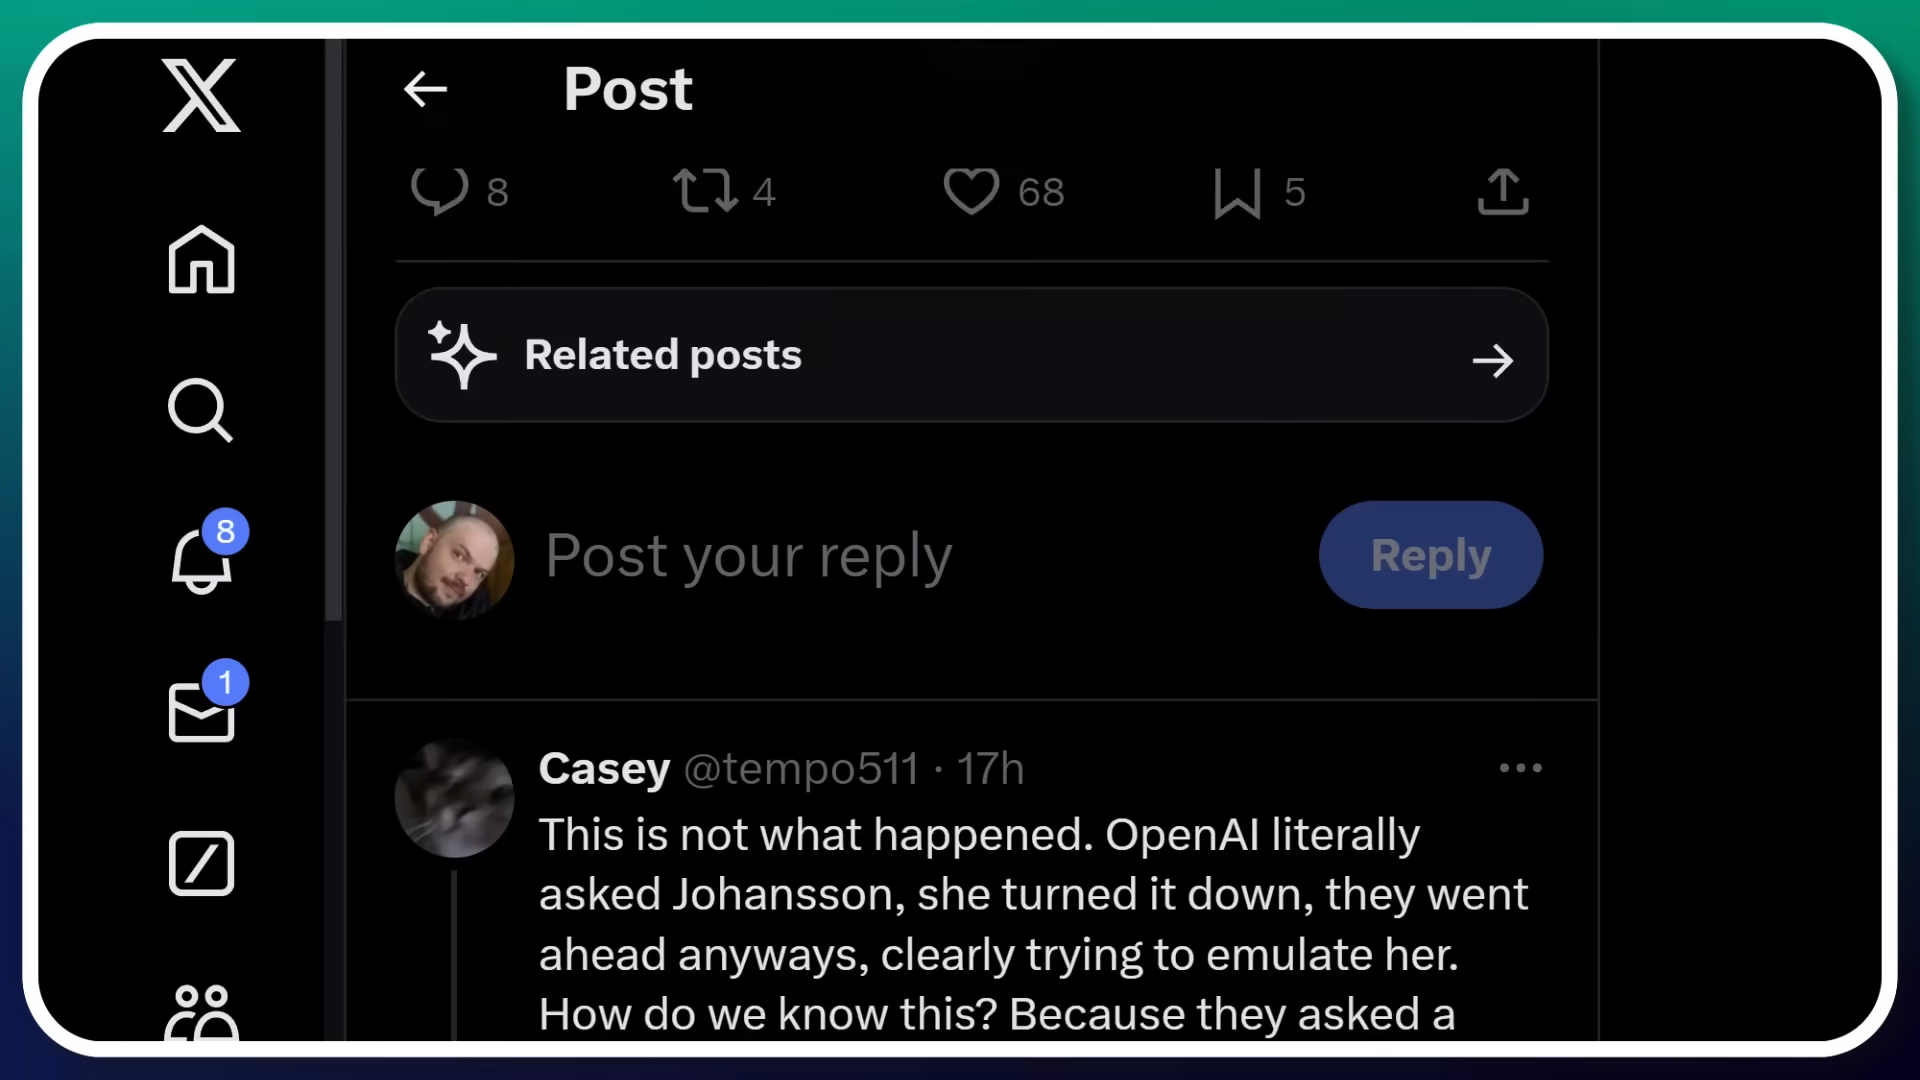 Post
8 4 68 5
Related posts
8
Post your reply Reply
1
Casey @tempo511 · 17h
This is not what happened. OpenAI literally
asked Johansson, she turned it down, they went
ahead anyways, clearly trying to emulate her.
How do we know this? Because they asked a